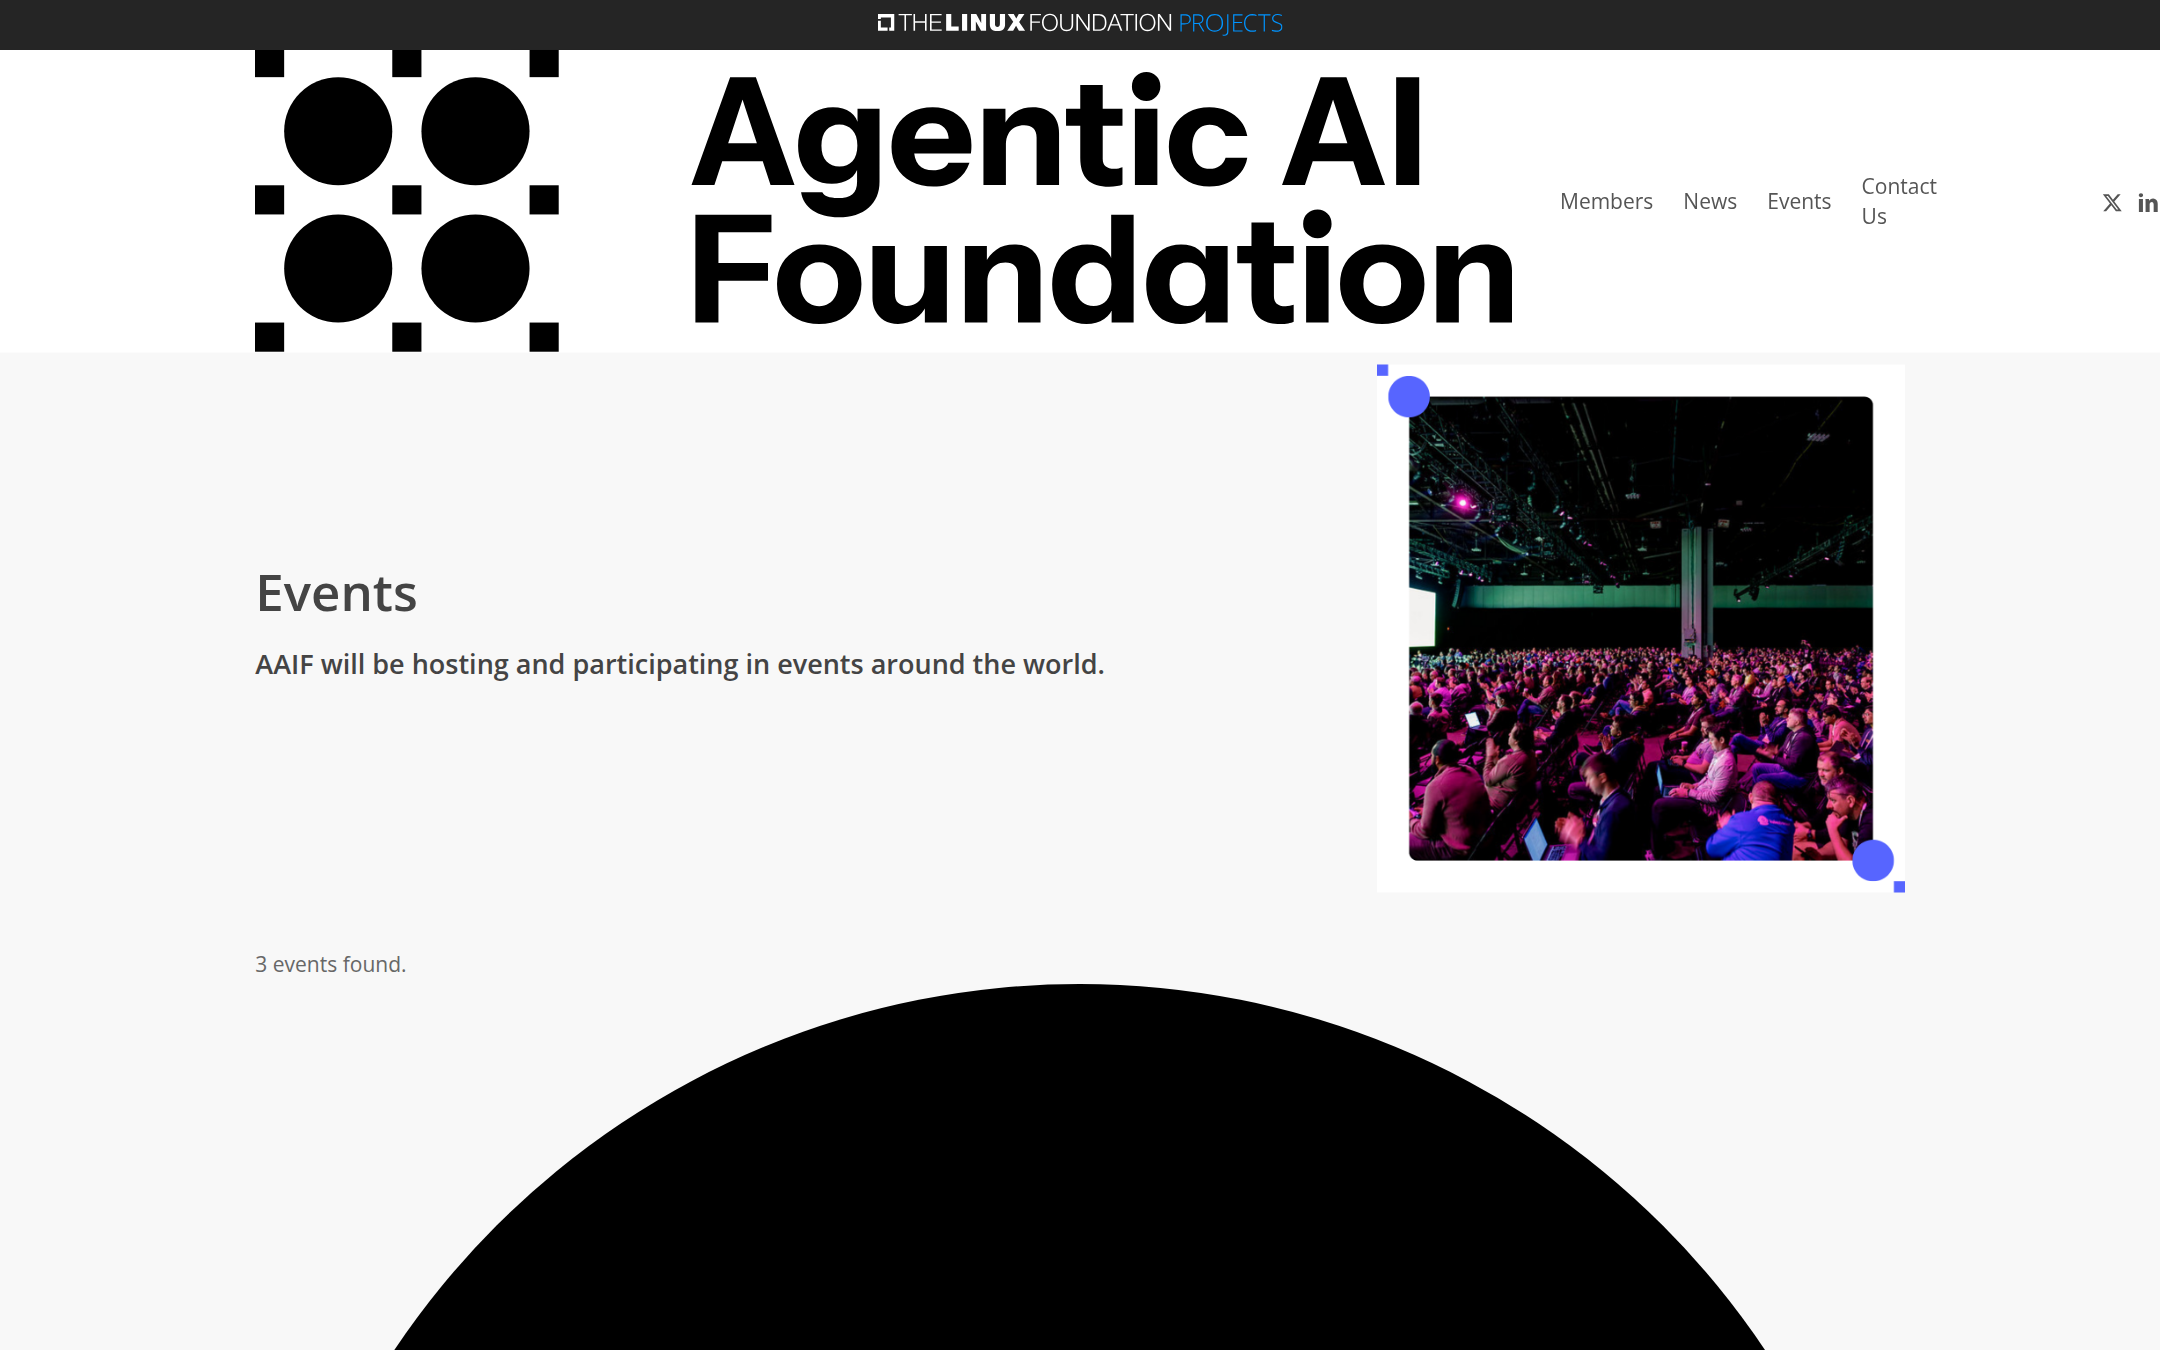 THE LINUX FOUNDATION PROJECTS
Agentic AI
Foundation
Members
News
Events
Contact
Us
Events
AAIF will be hosting and participating in events around the world.
3 events found.